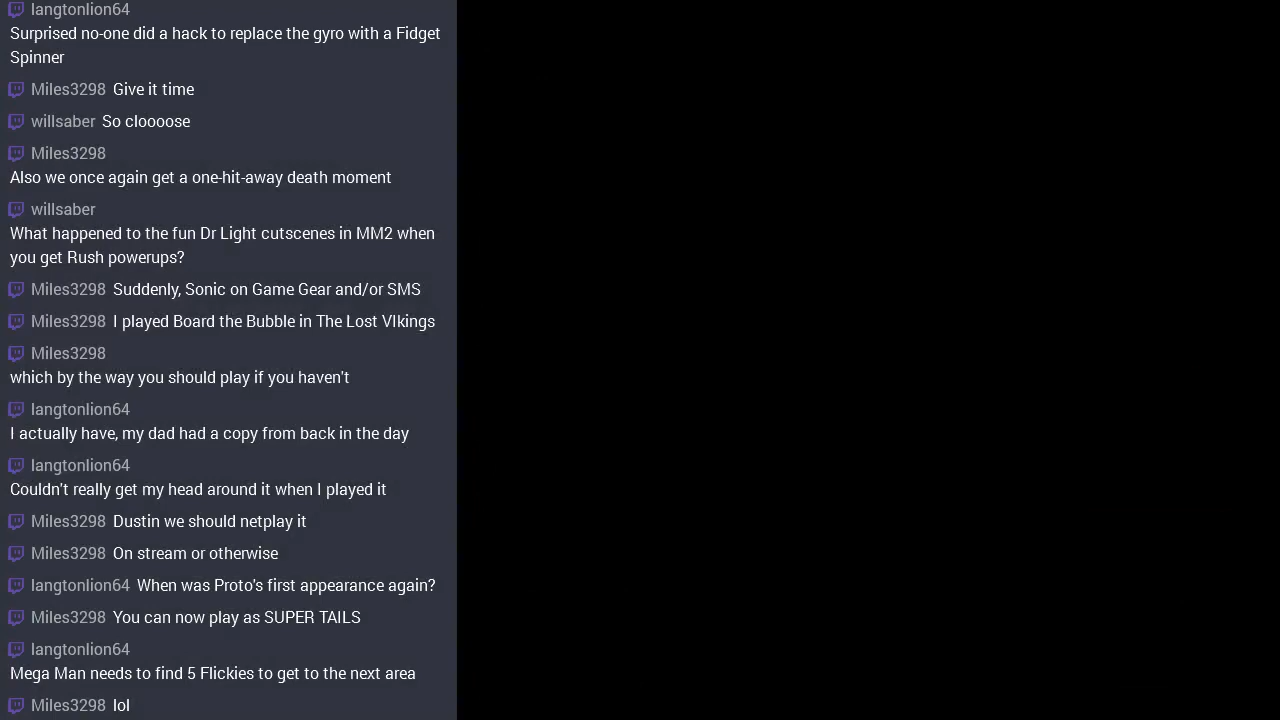 langtonlion64
Surprised no-one did a hack to replace the gyro with a Fidget
Spinner
Miles3298 Give it time
willsaber So cloooose
Miles3298
Also we once again get a one-hit-away death moment
willsaber
What happened to the fun Dr Light cutscenes in MM2 when
you get Rush powerups?
Miles3298 Suddenly, Sonic on Game Gear and/or SMS
Miles3298 I played Board the Bubble in The Lost VIkings
Miles3298
which by the way you should play if you haven't
langtonlion64
I actually have, my dad had a copy from back in the day
langtonlion64
Couldn't really get my head around it when I played it
Miles3298 Dustin we should netplay it
Miles3298 On stream or otherwise
langtonlion64 When was Proto's first appearance again?
Miles3298 You can now play as SUPER TAILS
langtonlion64
Mega Man needs to find 5 Flickies to get to the next area
Miles3298 lol